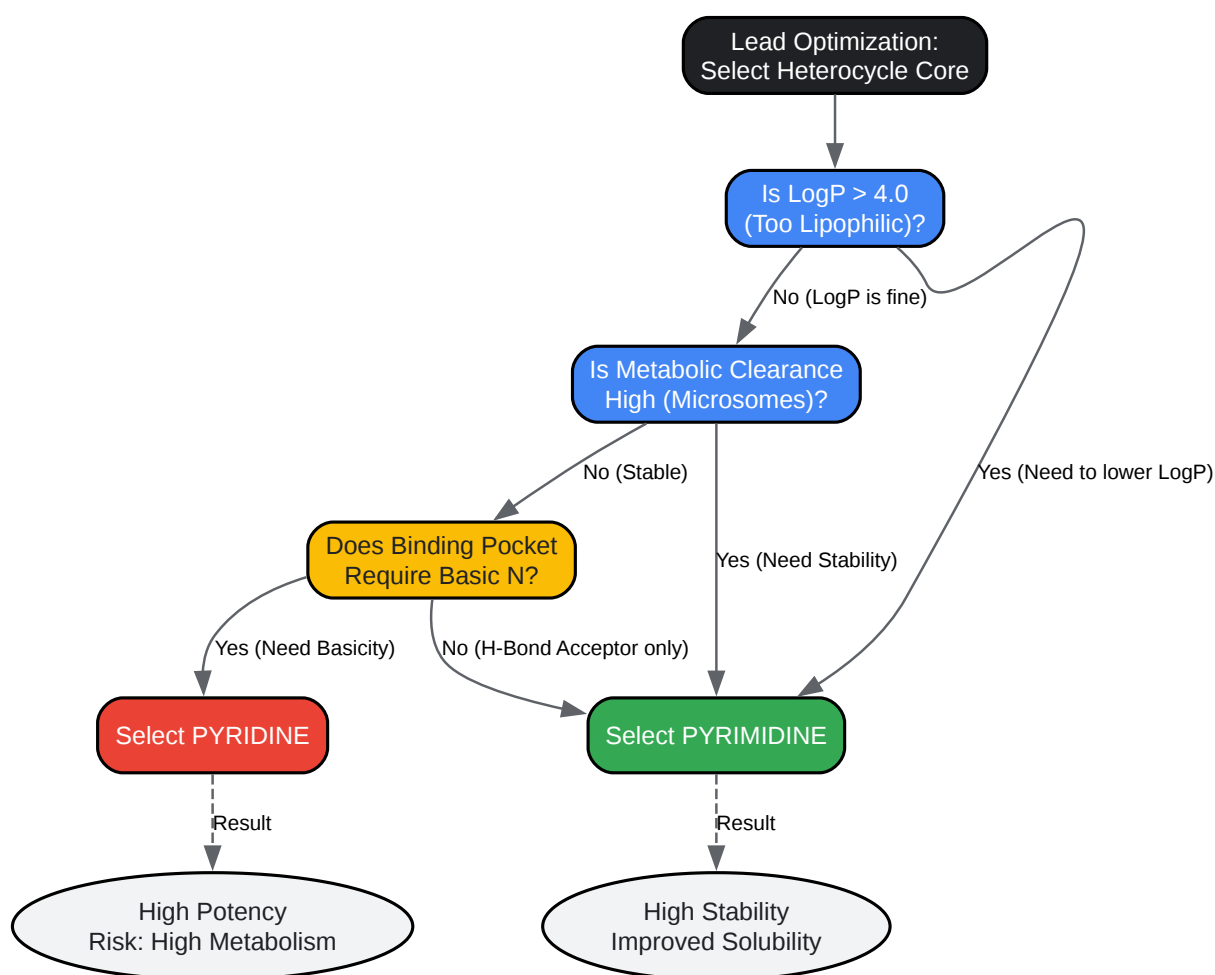 Lead Optimization:
Select Heterocycle Core
Is LogP > 4.0
(Too Lipophilic)?
No (LogP is fine)
Is Metabolic Clearance
High (Microsomes)?
No (Stable)
Yes (Need to lower LogP)
Does Binding Pocket
Require Basic N?
Yes (Need Stability)
Yes (Need Basicity)
No (H-Bond Acceptor only)
Select PYRIDINE
Select PYRIMIDINE
Result
Result
High Potency
Risk: High Metabolism
High Stability
Improved Solubility